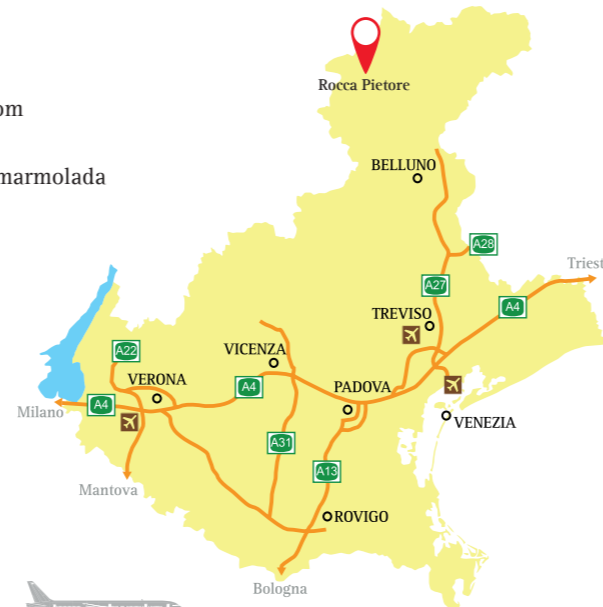 Rocca Pietore
om
BELLUNO
marmolada
A28
Triest
A27
A4
TREVISO
A22
VICENZA
VERONA
A4
PADOVA
A4
Milano
VENEZIA
A31
A13
Mantova
ROVIGO
Bologna